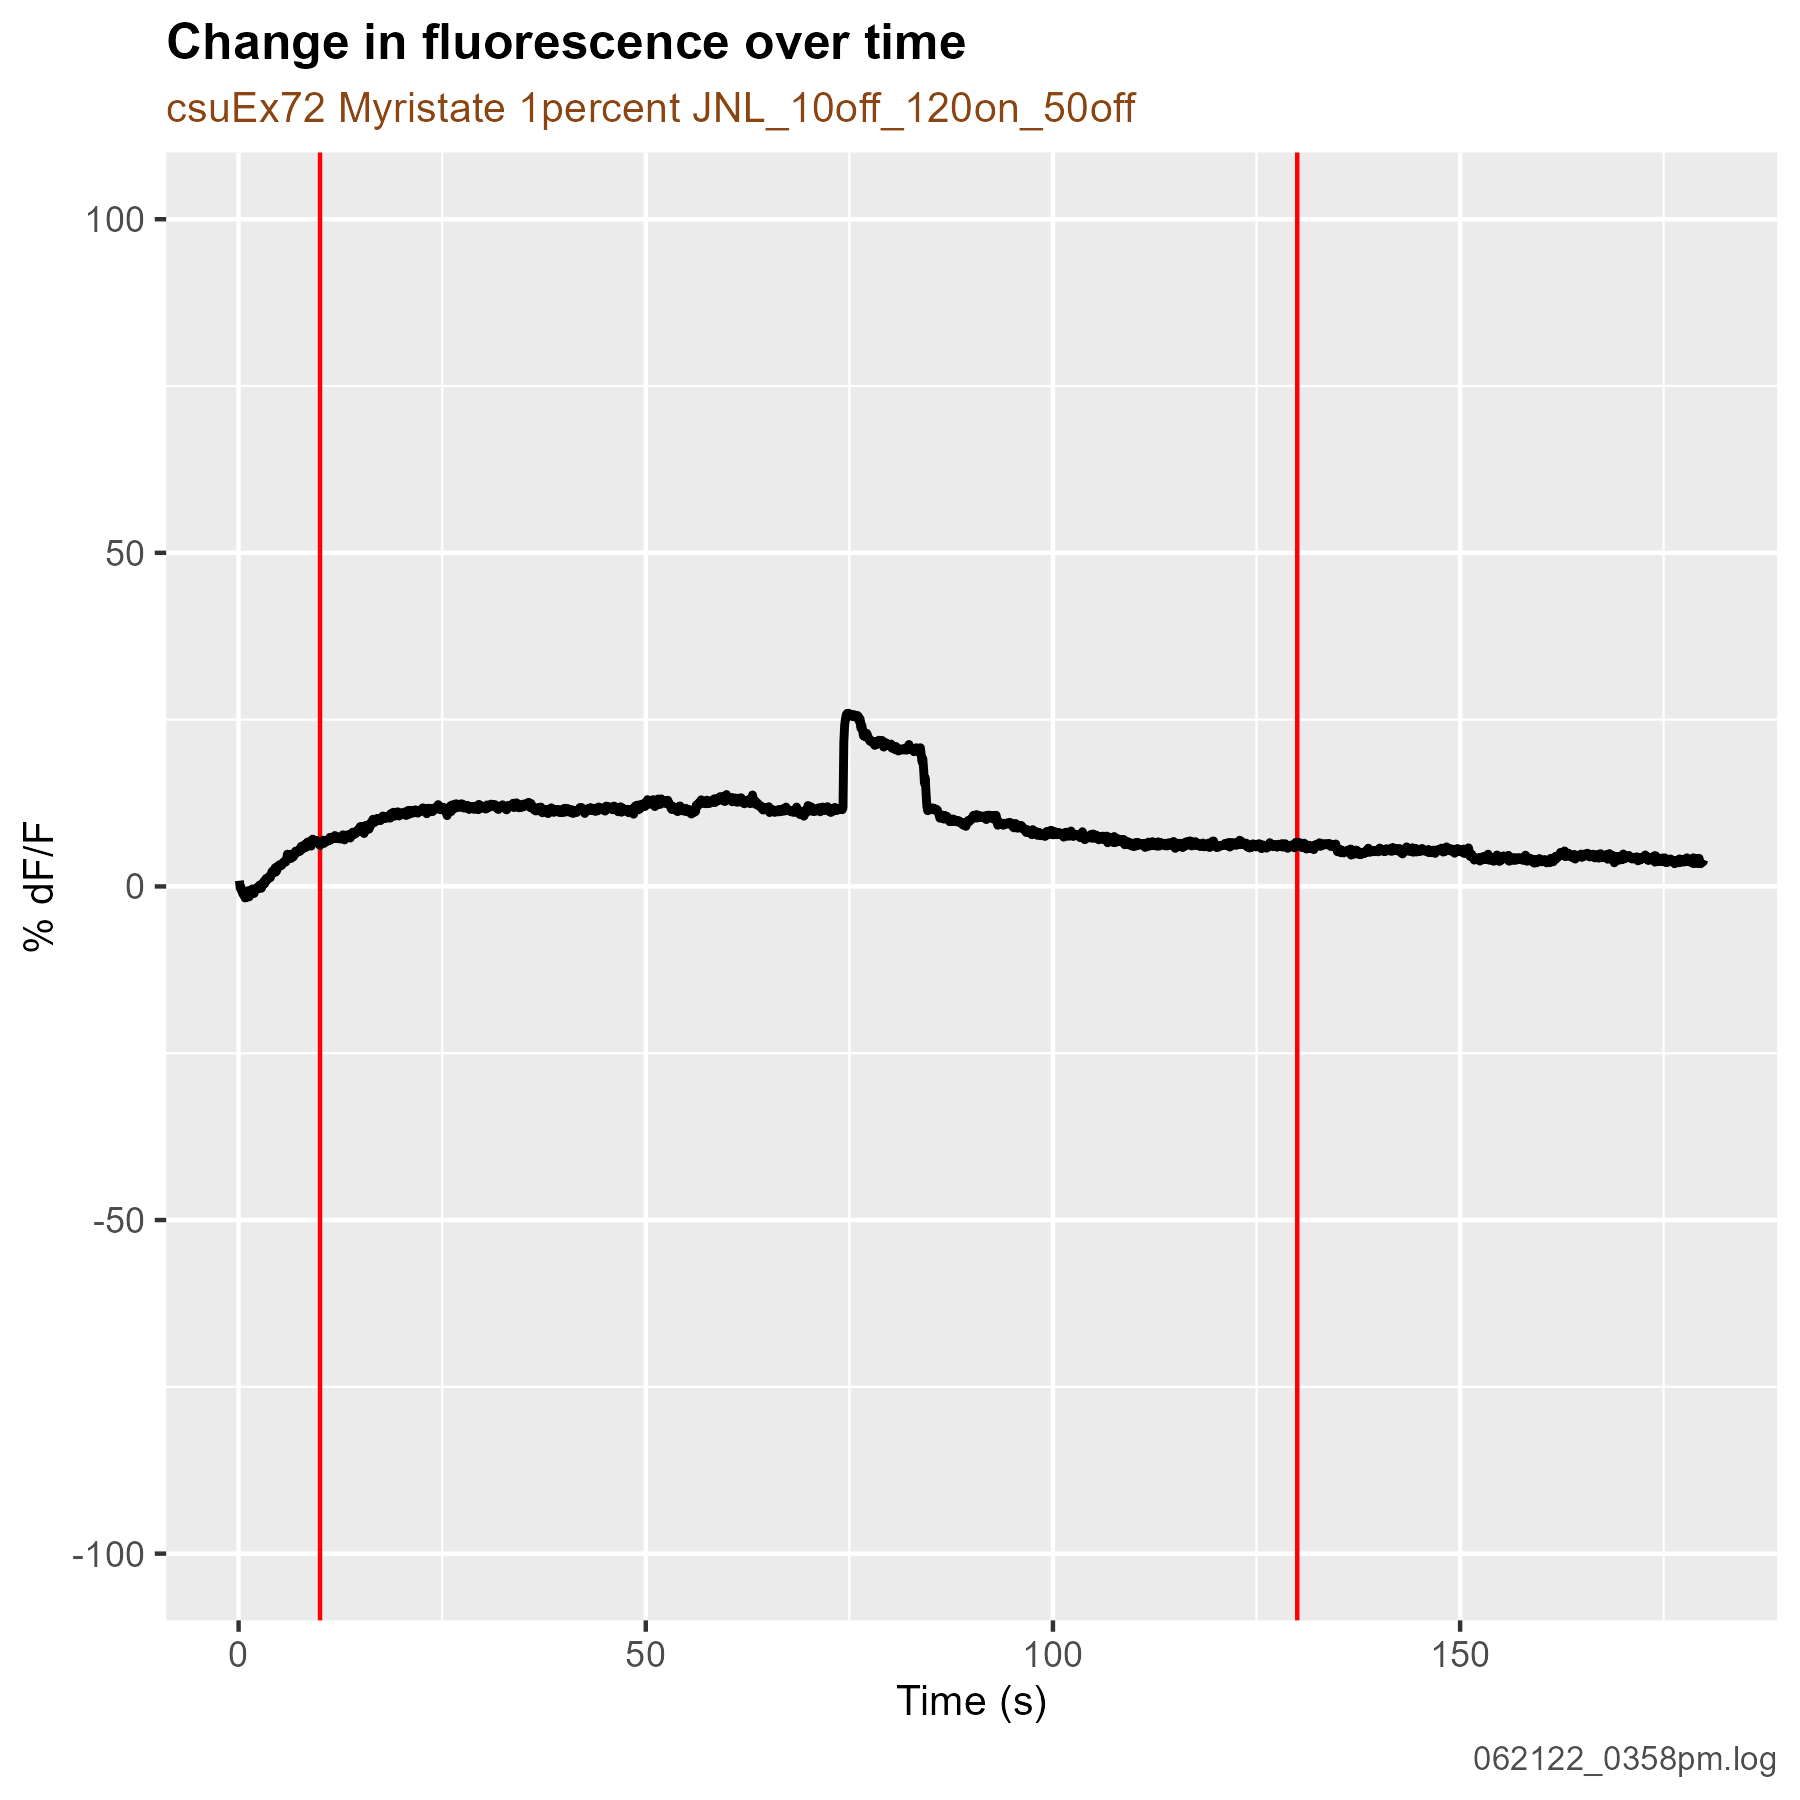 Change in fluorescence over time
csuEx72 Myristate 1percent JNL_10off_120on_50off
100
50
0
-50
-100
% dF/F
0 50 100 150
Time (s)
062122_0358pm.log